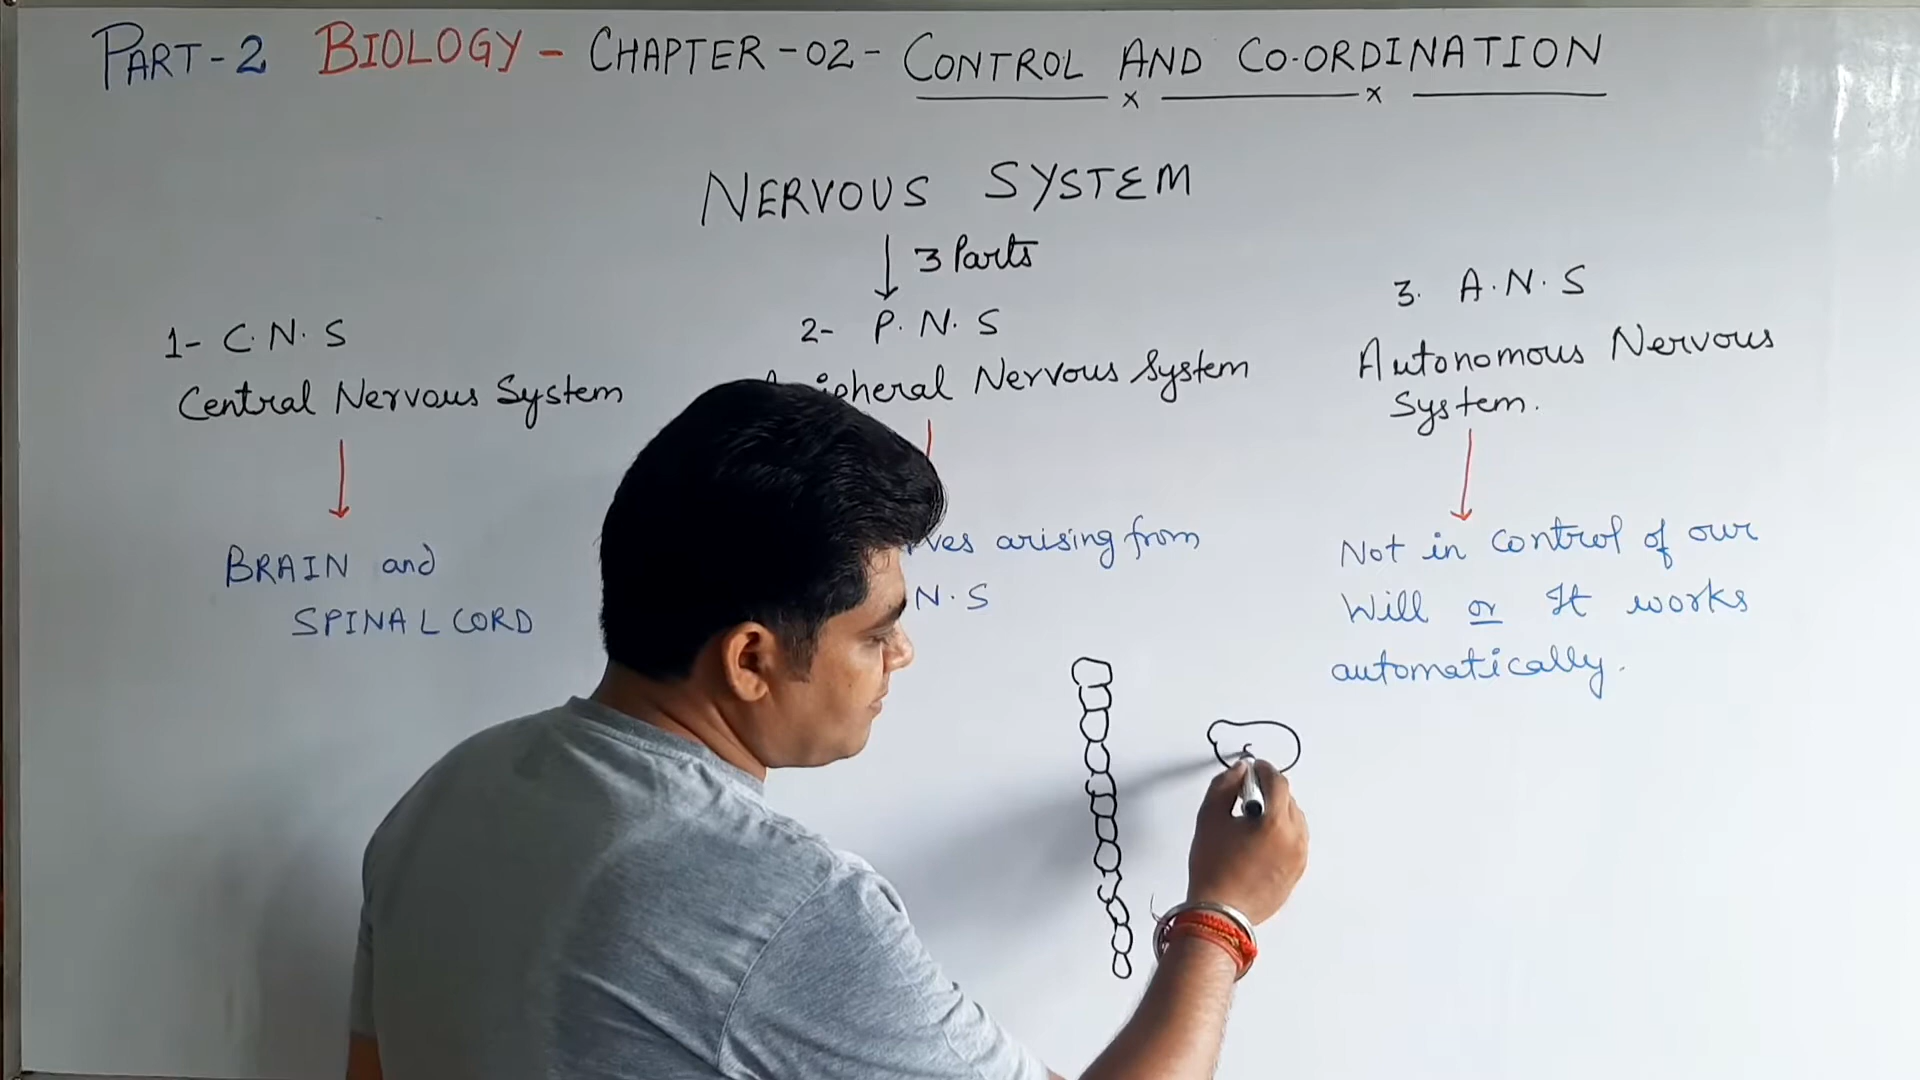 PART-2 BIOLOGY - CHAPTER-02- CONTROL AND CO-ORDINATION
NERVOUS SYSTEM
3 Parts
1- C.N.S
Central Nervous System
BRAIN and
SPINAL CORD
2- P.N.S
Nervous System
arising from
N.S
3. A.N.S
Autonomous Nervous
System.
Not in control of our
Will or It works
automatically.